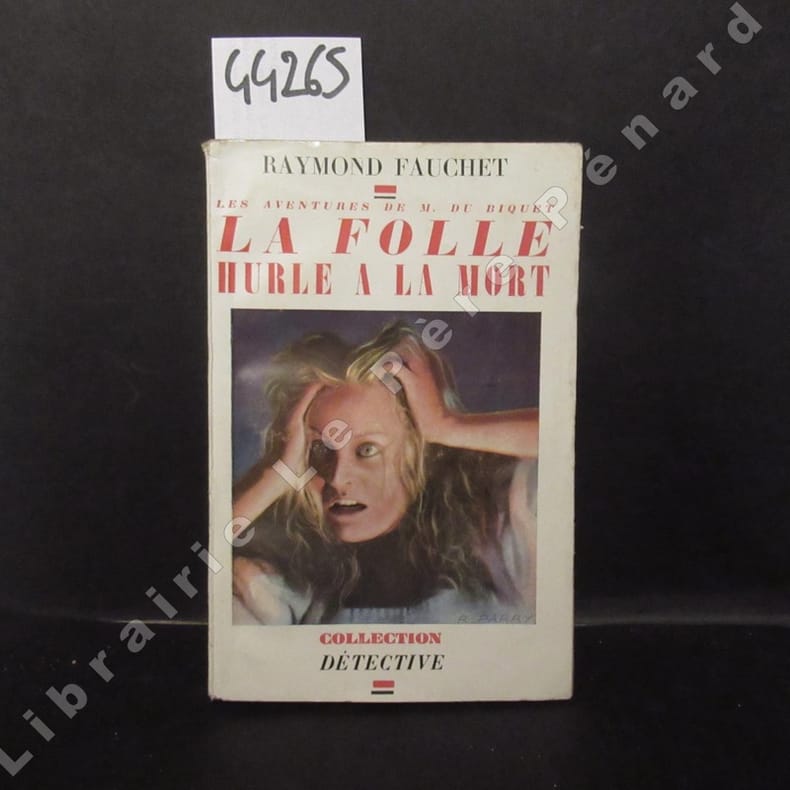 44265
RAYMOND FAUCHET
LES AVENTURES DE M. DU BIQUET
LA FOLLE
HURLE A LA MORT
R. PARRY
COLLECTION
DÉTECTIVE
Librairie Le Père Pénard